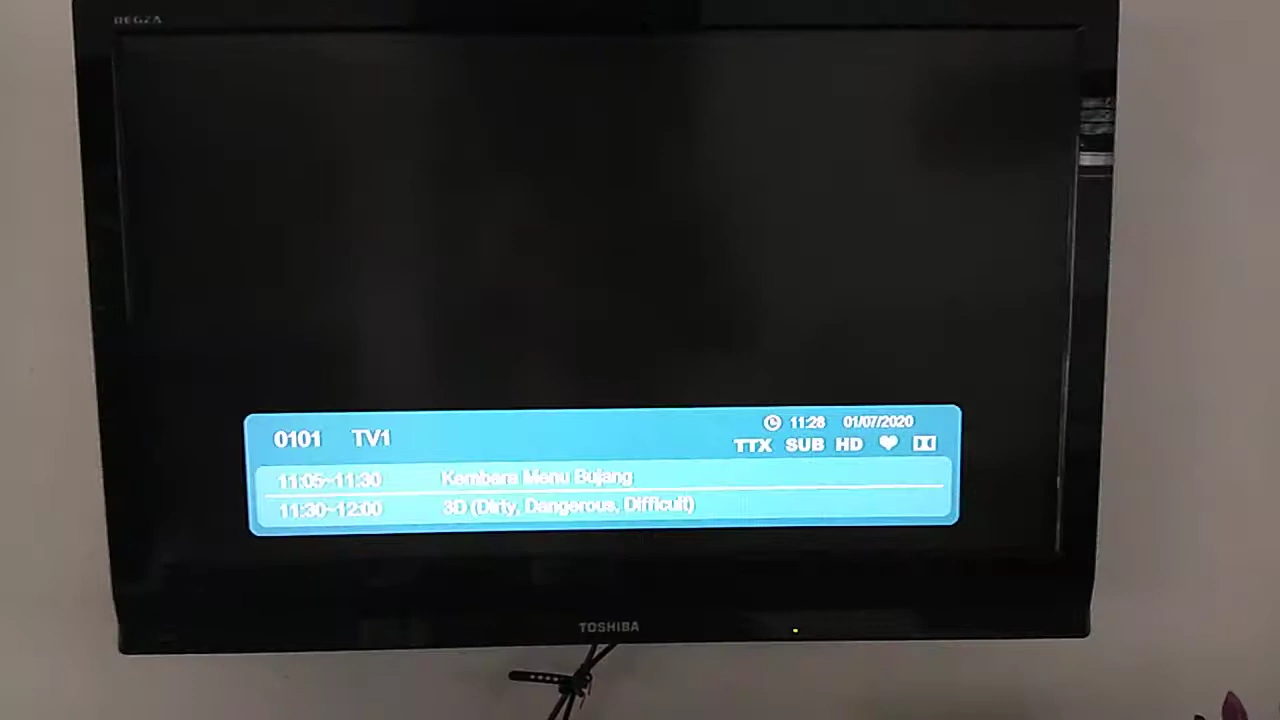 REGZA
11:28 01/07/2020
0101 TV1
TTX SUB HD
11:05~11:30 Kembara Menu Bujang
11:30~12:00 3D (Dirty, Dangerous, Difficult)
TOSHIBA